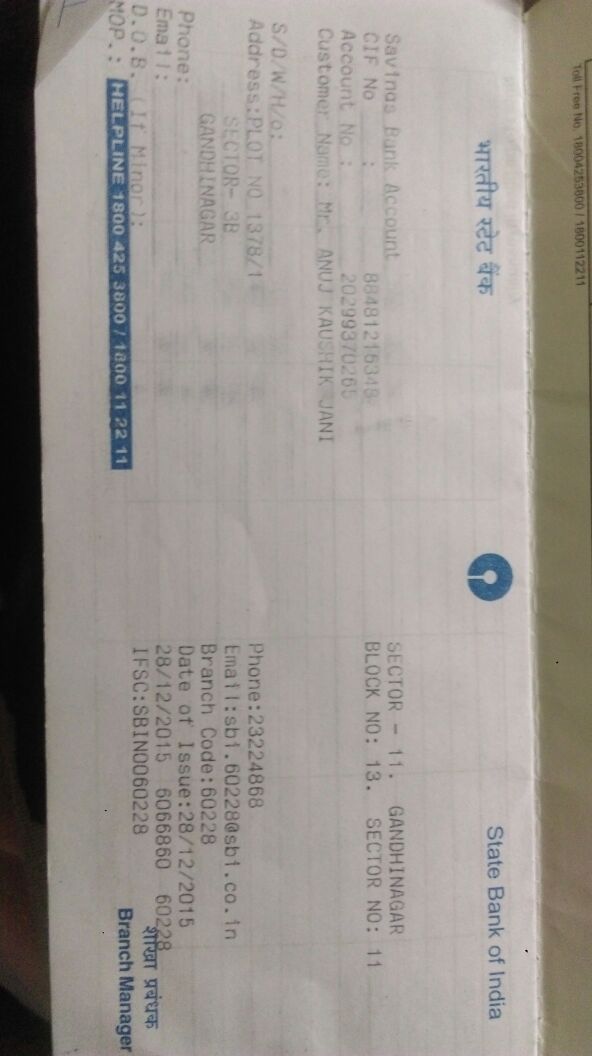 Toll Free No. 18004253800 / 1800112211
भारतीय स्टेट बैंक
State Bank of India
Savings Bank Account
CIF No : 88481216348
Account No : 20299370265
Customer Name: Mr. ANUJ KAUSHIK JANI
S/D/W/H/o:
Address:PLOT NO 1378/1
SECTOR- 3B
GANDHINAGAR
Phone:
Email:
D.O.B. (If Minor):
MOP.:
HELPLINE 1800 425 3800 / 1800 11 22 11
SECTOR - 11. GANDHINAGAR
BLOCK NO: 13. SECTOR NO: 11
Phone:23224868
Email:sbi.60228@sbi.co.in
Branch Code:60228
Date of Issue:28/12/2015
28/12/2015 6066860 60228
IFSC:SBIN0060228
शाखा प्रबंधक
Branch Manager